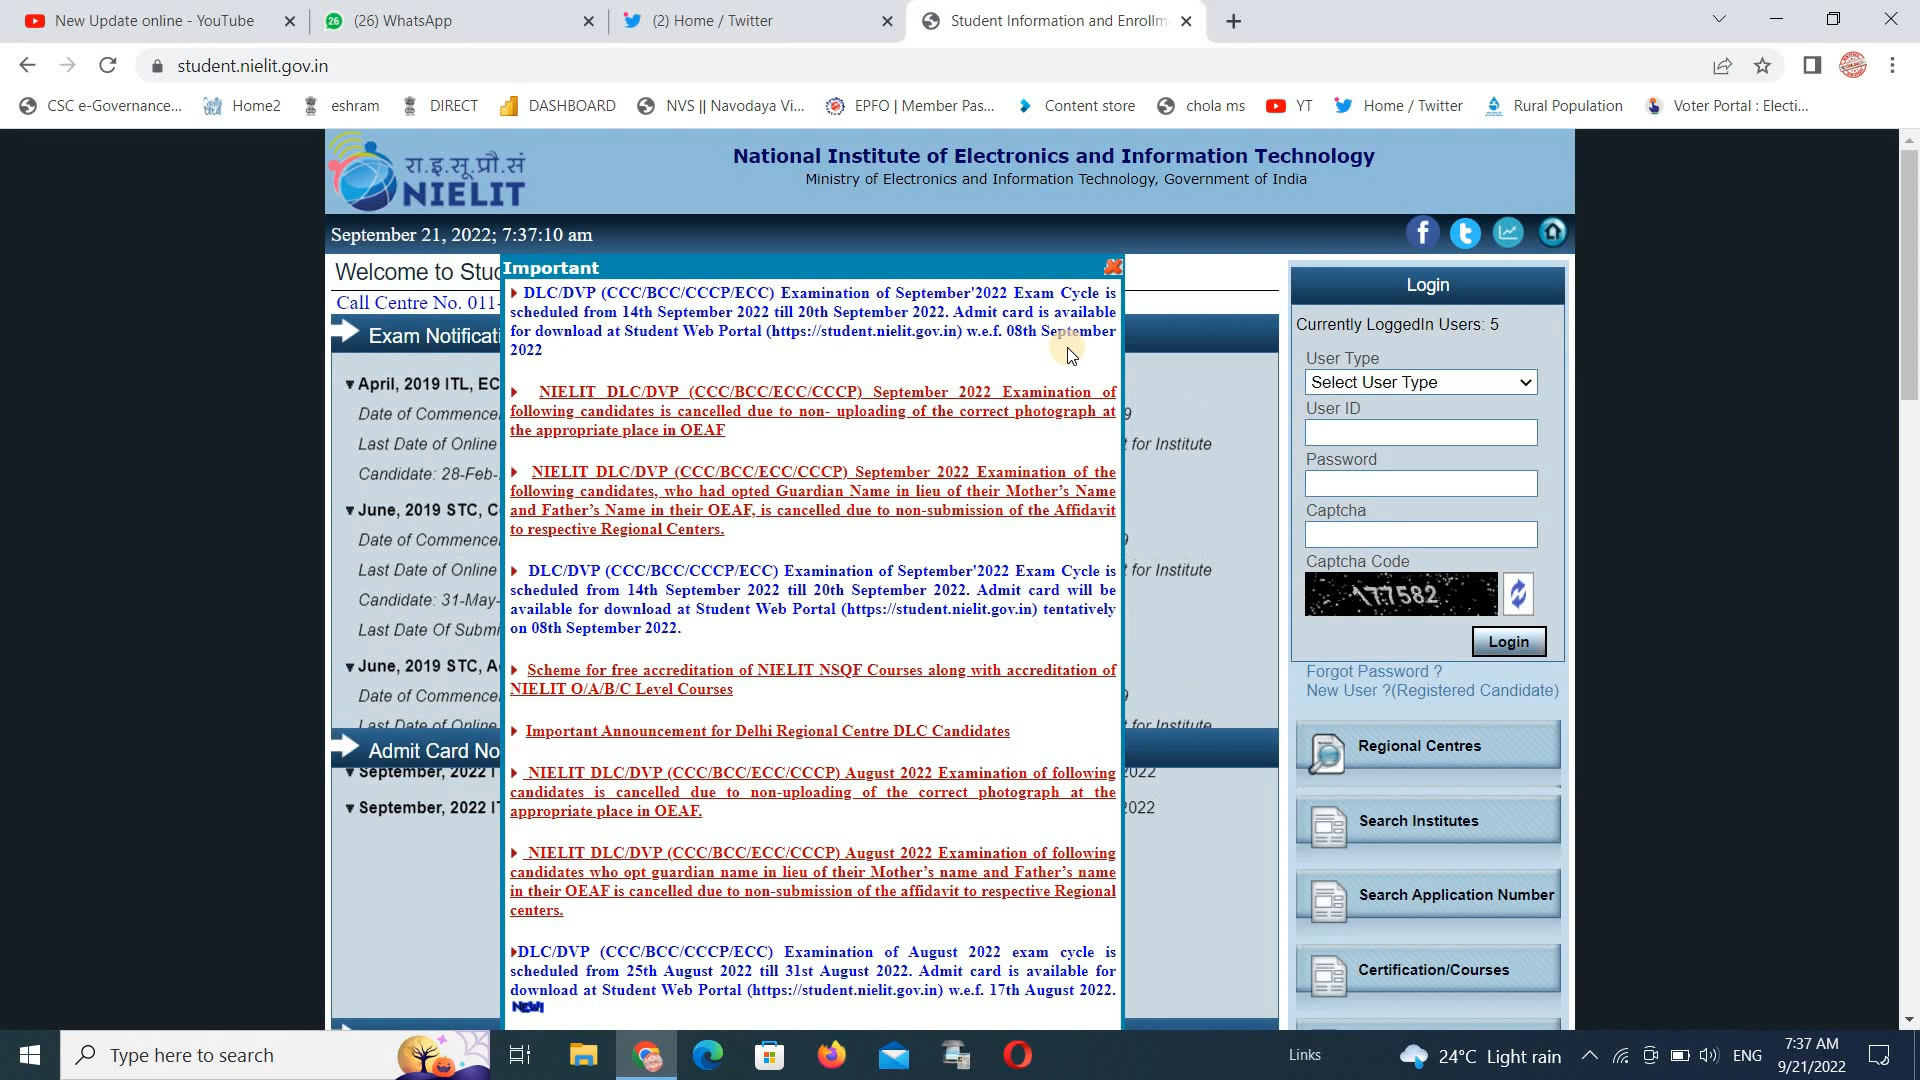 New Update online - YouTube
(26) WhatsApp
(2) Home / Twitter
Student Information and Enrollm
student.nielit.gov.in
CSC e-Governance...
Home2
eshram
DIRECT
DASHBOARD
NVS || Navodaya Vi...
EPFO | Member Pas...
Content store
chola ms
YT
Home / Twitter
Rural Population
Voter Portal : Electi...
रा.इ.सू.प्रौ.सं
NIELIT
National Institute of Electronics and Information Technology
Ministry of Electronics and Information Technology, Government of India
September 21, 2022; 7:37:10 am
Welcome to Stu
Call Centre No. 011-
Exam Notificati
April, 2019 ITL, EC
Date of Commence
Last Date of Online
for Institute
Candidate: 28-Feb-
June, 2019 STC, C
Date of Commence
Last Date of Online
for Institute
Candidate: 31-May-
Last Date Of Submi
June, 2019 STC, A
Date of Commence
Last Date of Online
for Institute
Admit Card No
September, 2022 I
2022
September, 2022 IT
2022
Important
DLC/DVP (CCC/BCC/CCCP/ECC) Examination of September'2022 Exam Cycle is
scheduled from 14th September 2022 till 20th September 2022. Admit card is available
for download at Student Web Portal (https://student.nielit.gov.in) w.e.f. 08th September
2022
NIELIT DLC/DVP (CCC/BCC/ECC/CCCP) September 2022 Examination of
following candidates is cancelled due to non- uploading of the correct photograph at
the appropriate place in OEAF
NIELIT DLC/DVP (CCC/BCC/ECC/CCCP) September 2022 Examination of the
following candidates, who had opted Guardian Name in lieu of their Mother’s Name
and Father’s Name in their OEAF, is cancelled due to non-submission of the Affidavit
to respective Regional Centers.
DLC/DVP (CCC/BCC/CCCP/ECC) Examination of September'2022 Exam Cycle is
scheduled from 14th September 2022 till 20th September 2022. Admit card will be
available for download at Student Web Portal (https://student.nielit.gov.in) tentatively
on 08th September 2022.
Scheme for free accreditation of NIELIT NSQF Courses along with accreditation of
NIELIT O/A/B/C Level Courses
Important Announcement for Delhi Regional Centre DLC Candidates
NIELIT DLC/DVP (CCC/BCC/ECC/CCCP) August 2022 Examination of following
candidates is cancelled due to non-uploading of the correct photograph at the
appropriate place in OEAF.
NIELIT DLC/DVP (CCC/BCC/ECC/CCCP) August 2022 Examination of following
candidates who opt guardian name in lieu of their Mother’s name and Father’s name
in their OEAF is cancelled due to non-submission of the affidavit to respective Regional
centers.
DLC/DVP (CCC/BCC/CCCP/ECC) Examination of August 2022 exam cycle is
scheduled from 25th August 2022 till 31st August 2022. Admit card is available for
download at Student Web Portal (https://student.nielit.gov.in) w.e.f. 17th August 2022.
NEW!
Login
Currently LoggedIn Users: 5
User Type
Select User Type
User ID
Password
Captcha
Captcha Code
177582
Login
Forgot Password ?
New User ?(Registered Candidate)
Regional Centres
Search Institutes
Search Application Number
Certification/Courses
Type here to search
Links
24°C Light rain
ENG
7:37 AM
9/21/2022